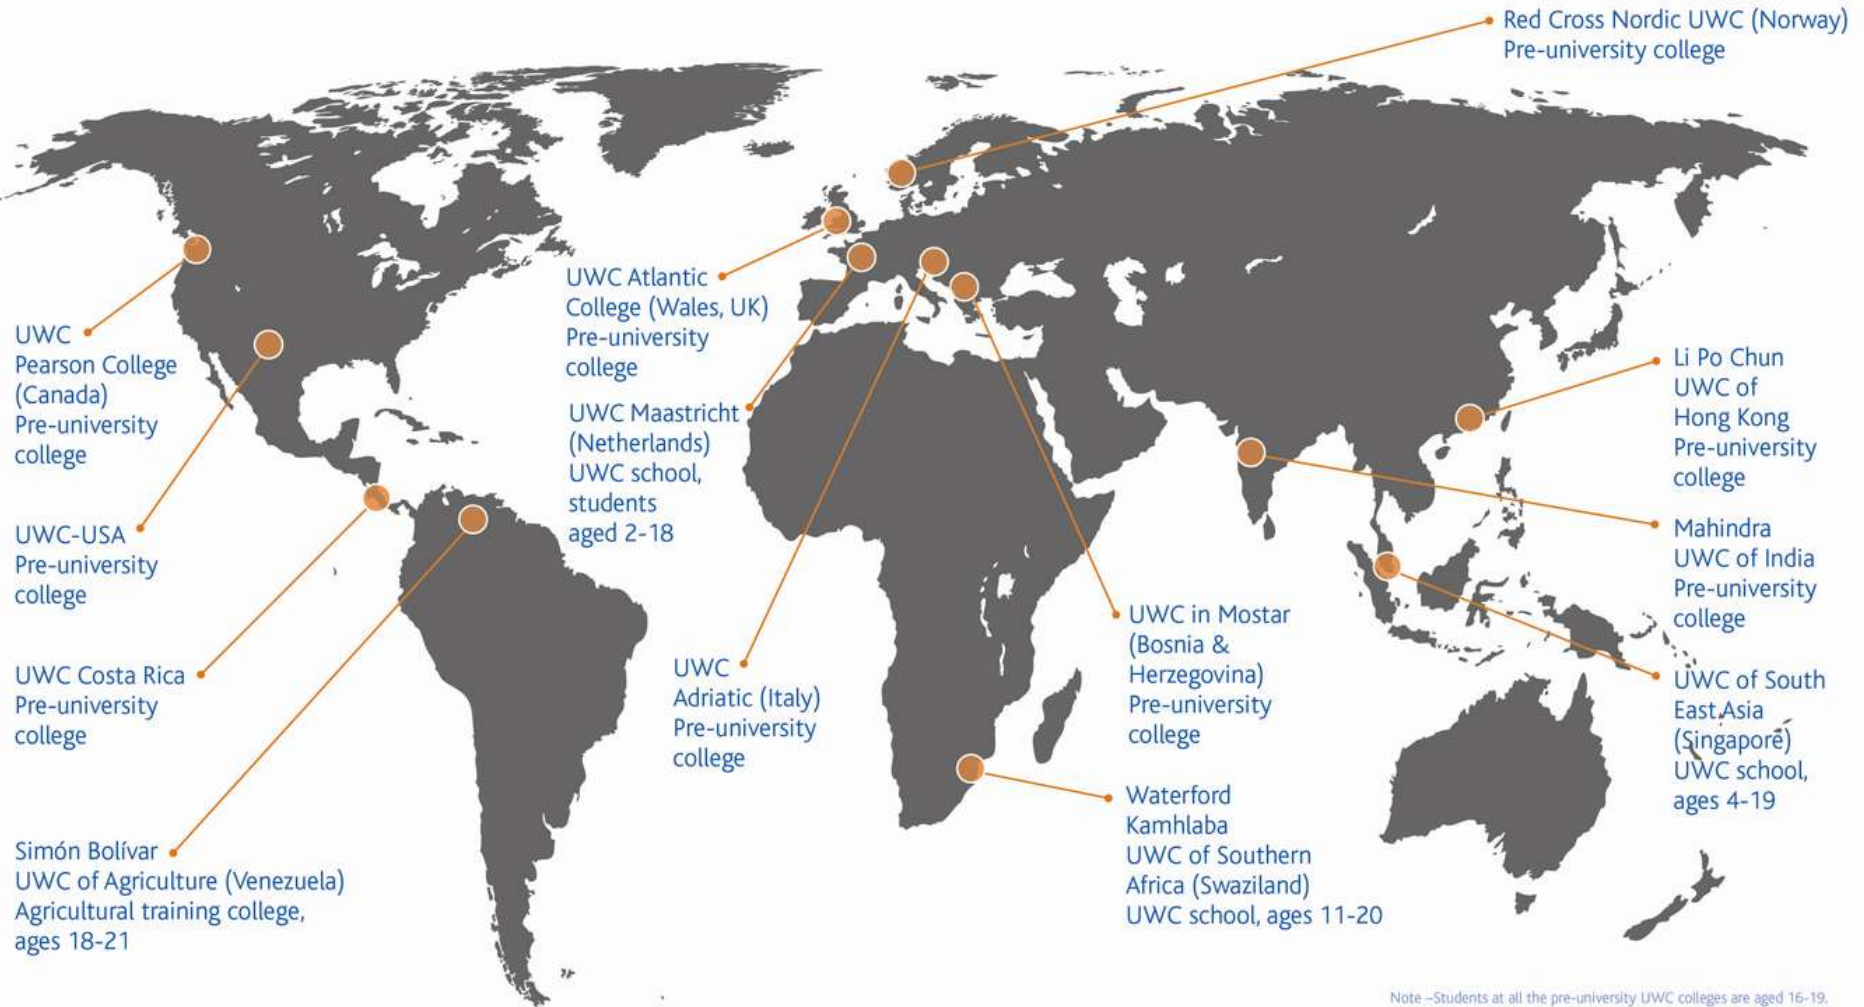 Red Cross Nordic UWC (Norway)
Pre-university college
UWC Atlantic
College (Wales, UK)
Pre-university
college
UWC
Pearson College
(Canada)
Pre-university
college
UWC Maastricht
(Netherlands)
UWC school,
students
aged 2-18
Li Po Chun
UWC of
Hong Kong
Pre-university
college
UWC-USA
Pre-university
college
Mahindra
UWC of India
Pre-university
college
UWC in Mostar
(Bosnia &
Herzegovina)
Pre-university
college
UWC Costa Rica
Pre-university
college
UWC
Adriatic (Italy)
Pre-university
college
UWC of South
East Asia
(Singapore)
UWC school,
ages 4-19
Waterford
Kamhlaba
UWC of Southern
Africa (Swaziland)
UWC school, ages 11-20
Simón Bolívar
UWC of Agriculture (Venezuela)
Agricultural training college,
ages 18-21
Note –Students at all the pre-university UWC colleges are aged 16-19.